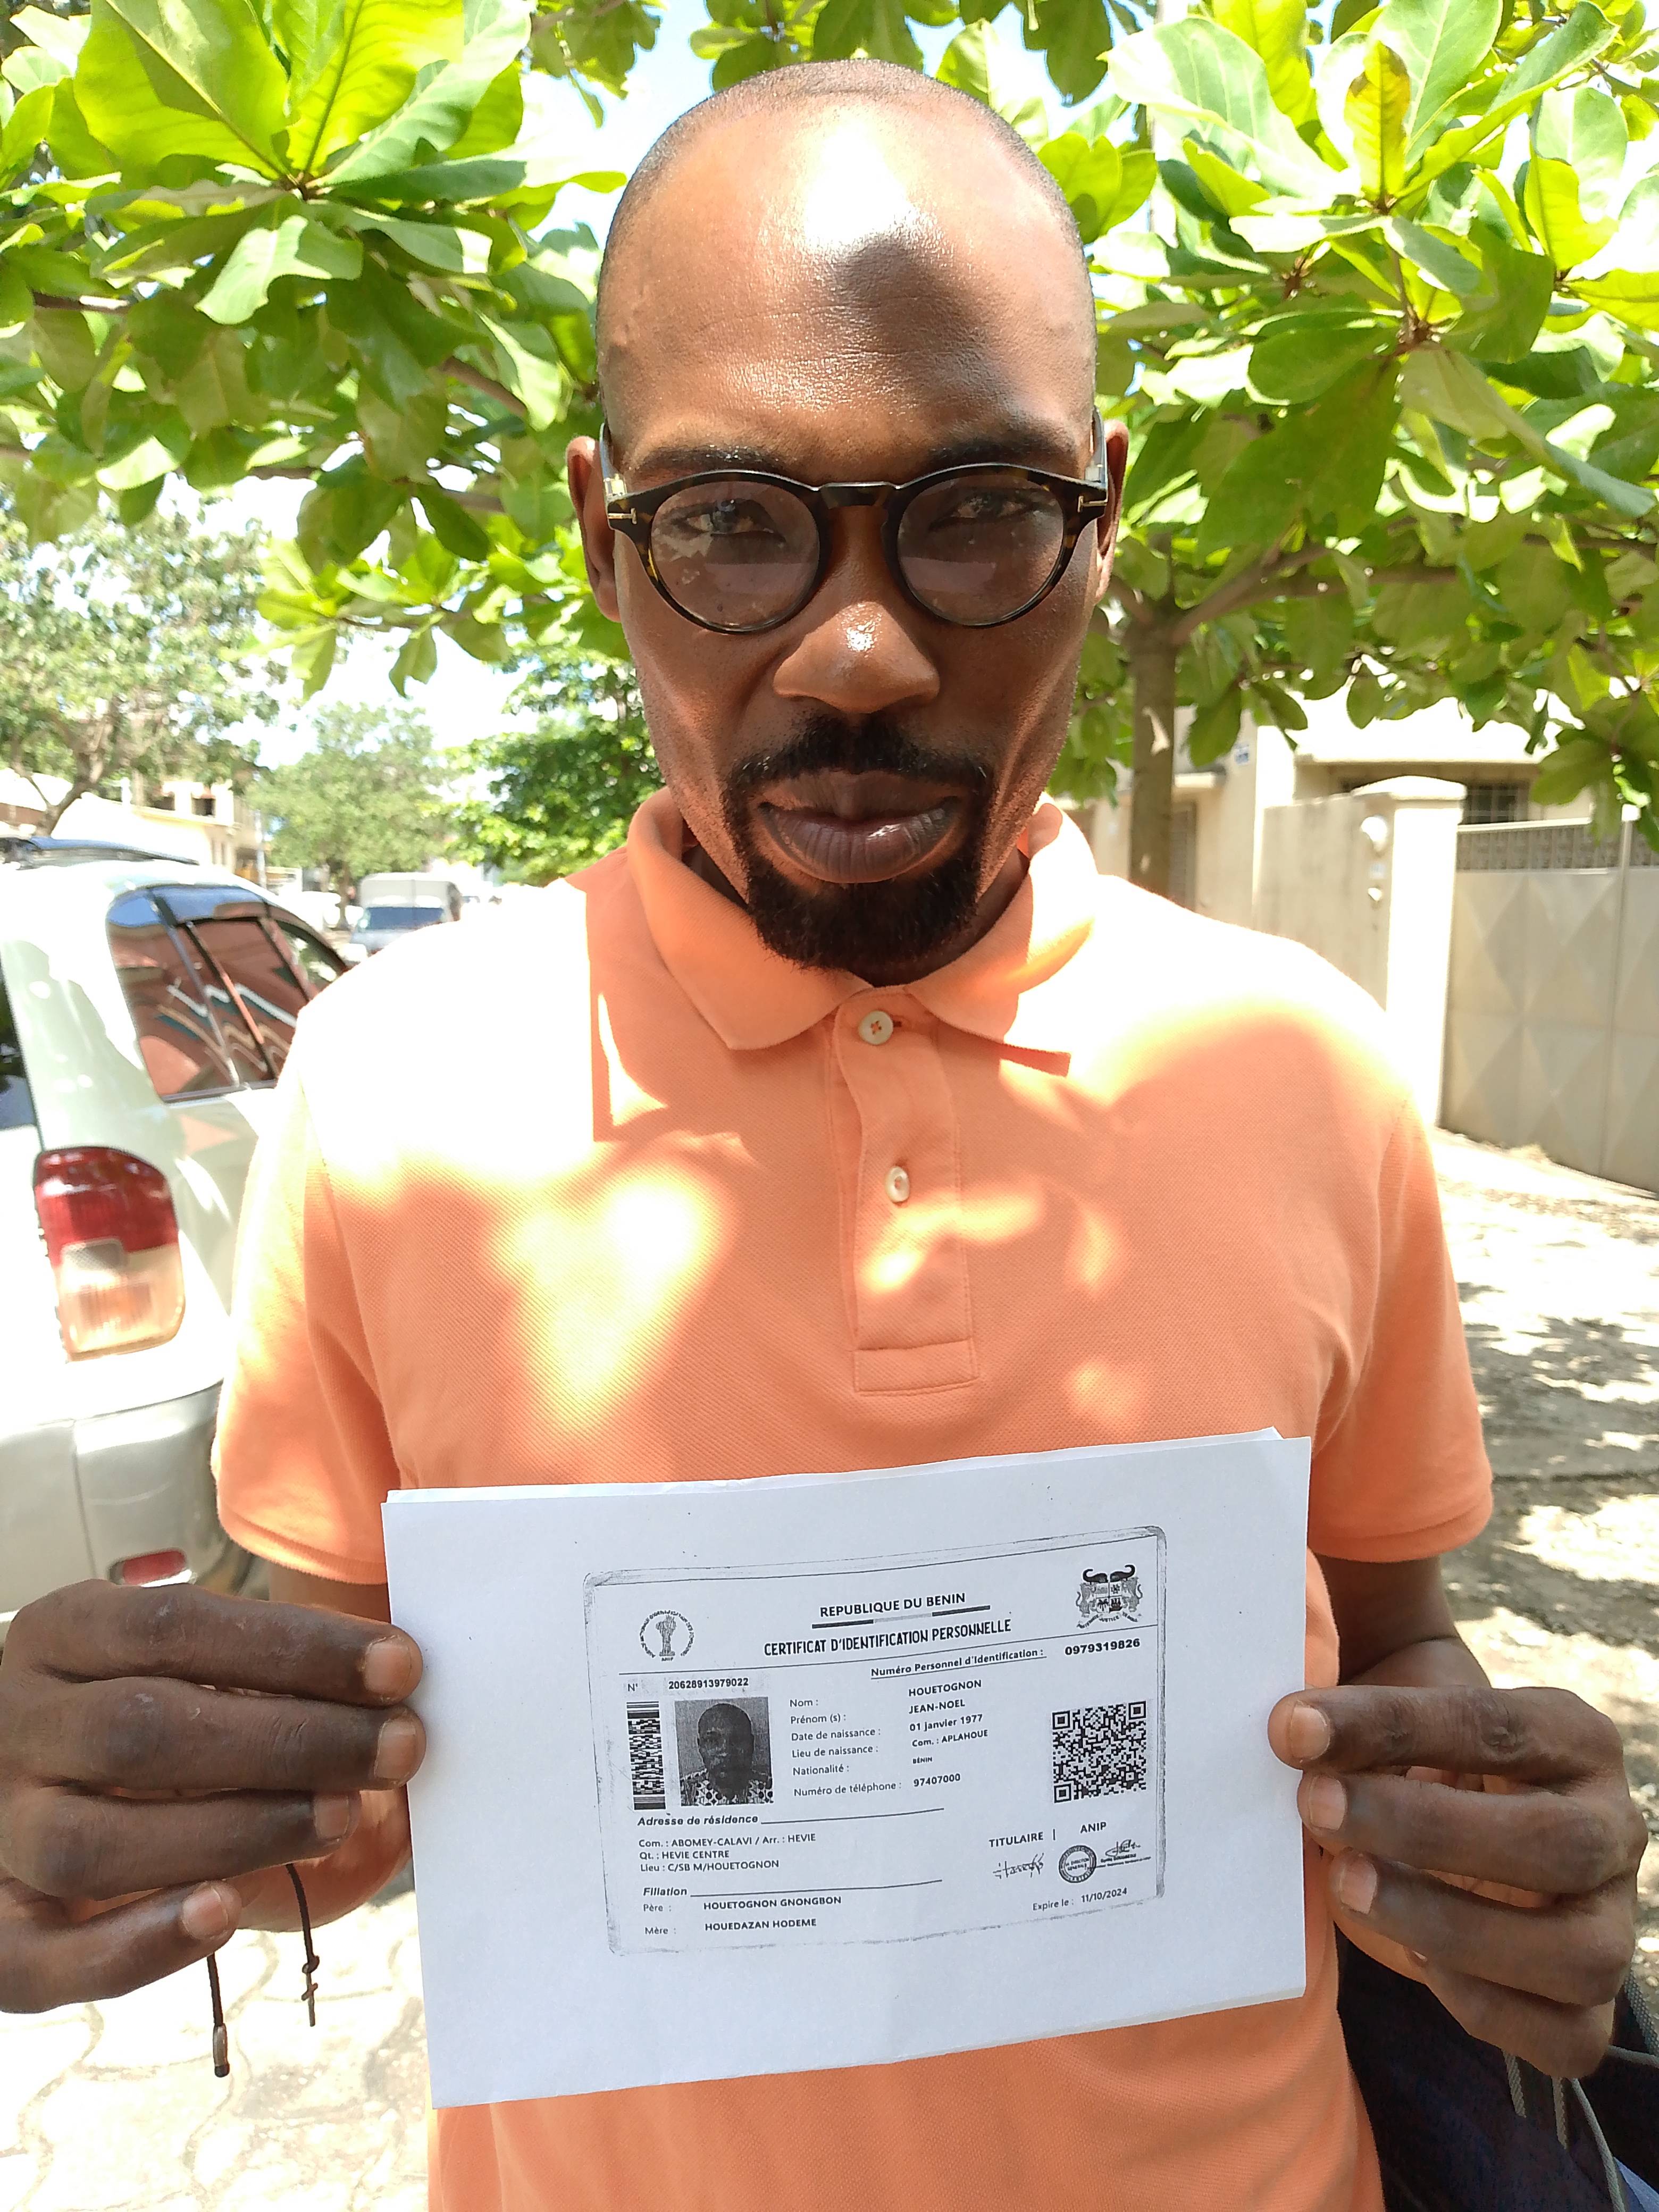 REPUBLIQUE DU BENIN
CERTIFICAT D'IDENTIFICATION PERSONNELLE
Numéro Personnel d'Identification : 0979319826
N° 20628913979022
Nom : HOUETOGNON
Prénom (s) : JEAN-NOEL
Date de naissance : 01 janvier 1977
Lieu de naissance : Com. : APLAHOUE
Nationalité : BENIN
Numéro de téléphone : 97407000
Adresse de résidence
Com. : ABOMEY-CALAVI / Arr. : HEVIE
Qt. : HEVIE CENTRE
Lieu : C/SB M/HOUETOGNON
TITULAIRE | ANIP
Filiation
Père : HOUETOGNON GNONGBON
Mère : HOUEDAZAN HODEME
Expire le : 11/10/2024